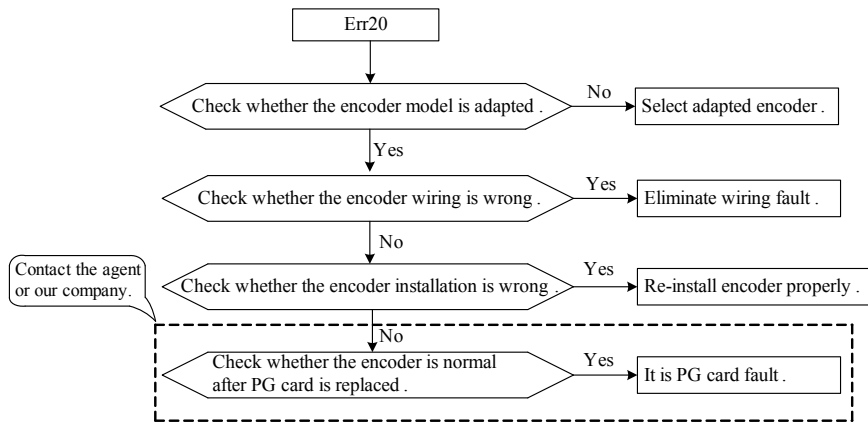 Err20
Check whether the encoder model is adapted .
No
Select adapted encoder .
Yes
Check whether the encoder wiring is wrong .
Yes
Eliminate wiring fault .
No
Contact the agent
or our company.
Check whether the encoder installation is wrong .
Yes
Re-install encoder properly .
No
Check whether the encoder is normal
after PG card is replaced .
Yes
It is PG card fault .